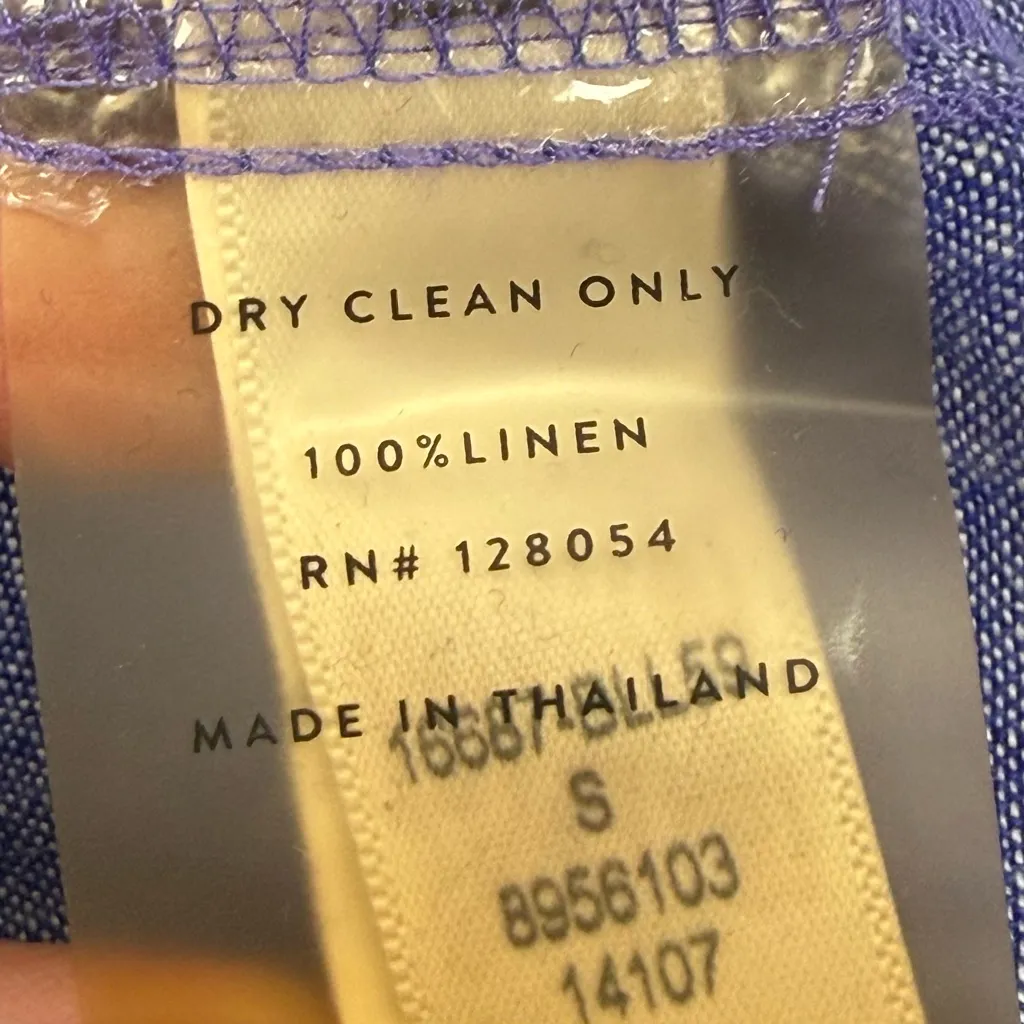 DRY CLEAN ONLY
100%LINEN
RN# 128054
MADE IN THAILAND
S
8956103
14107